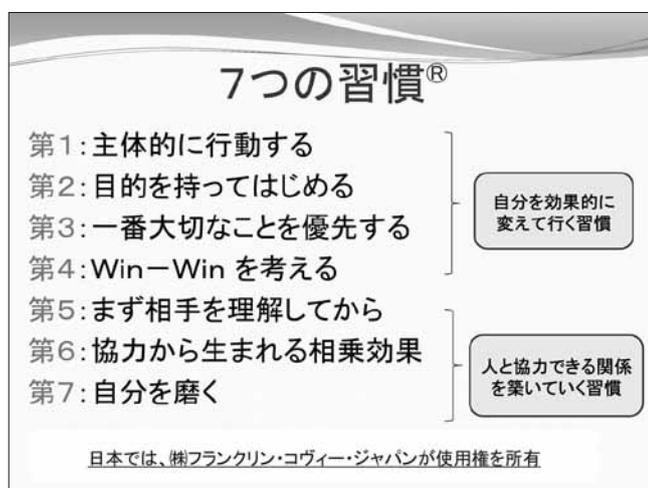 7つの習慣®
第1：主体的に行動する
第2：目的を持ってはじめる
第3：一番大切なことを優先する
第4：Win－Win を考える
自分を効果的に
変えて行く習慣
第5：まず相手を理解してから
第6：協力から生まれる相乗効果
第7：自分を磨く
人と協力できる関係
を築いていく習慣
日本では、㈱フランクリン・コヴィー・ジャパンが使用権を所有